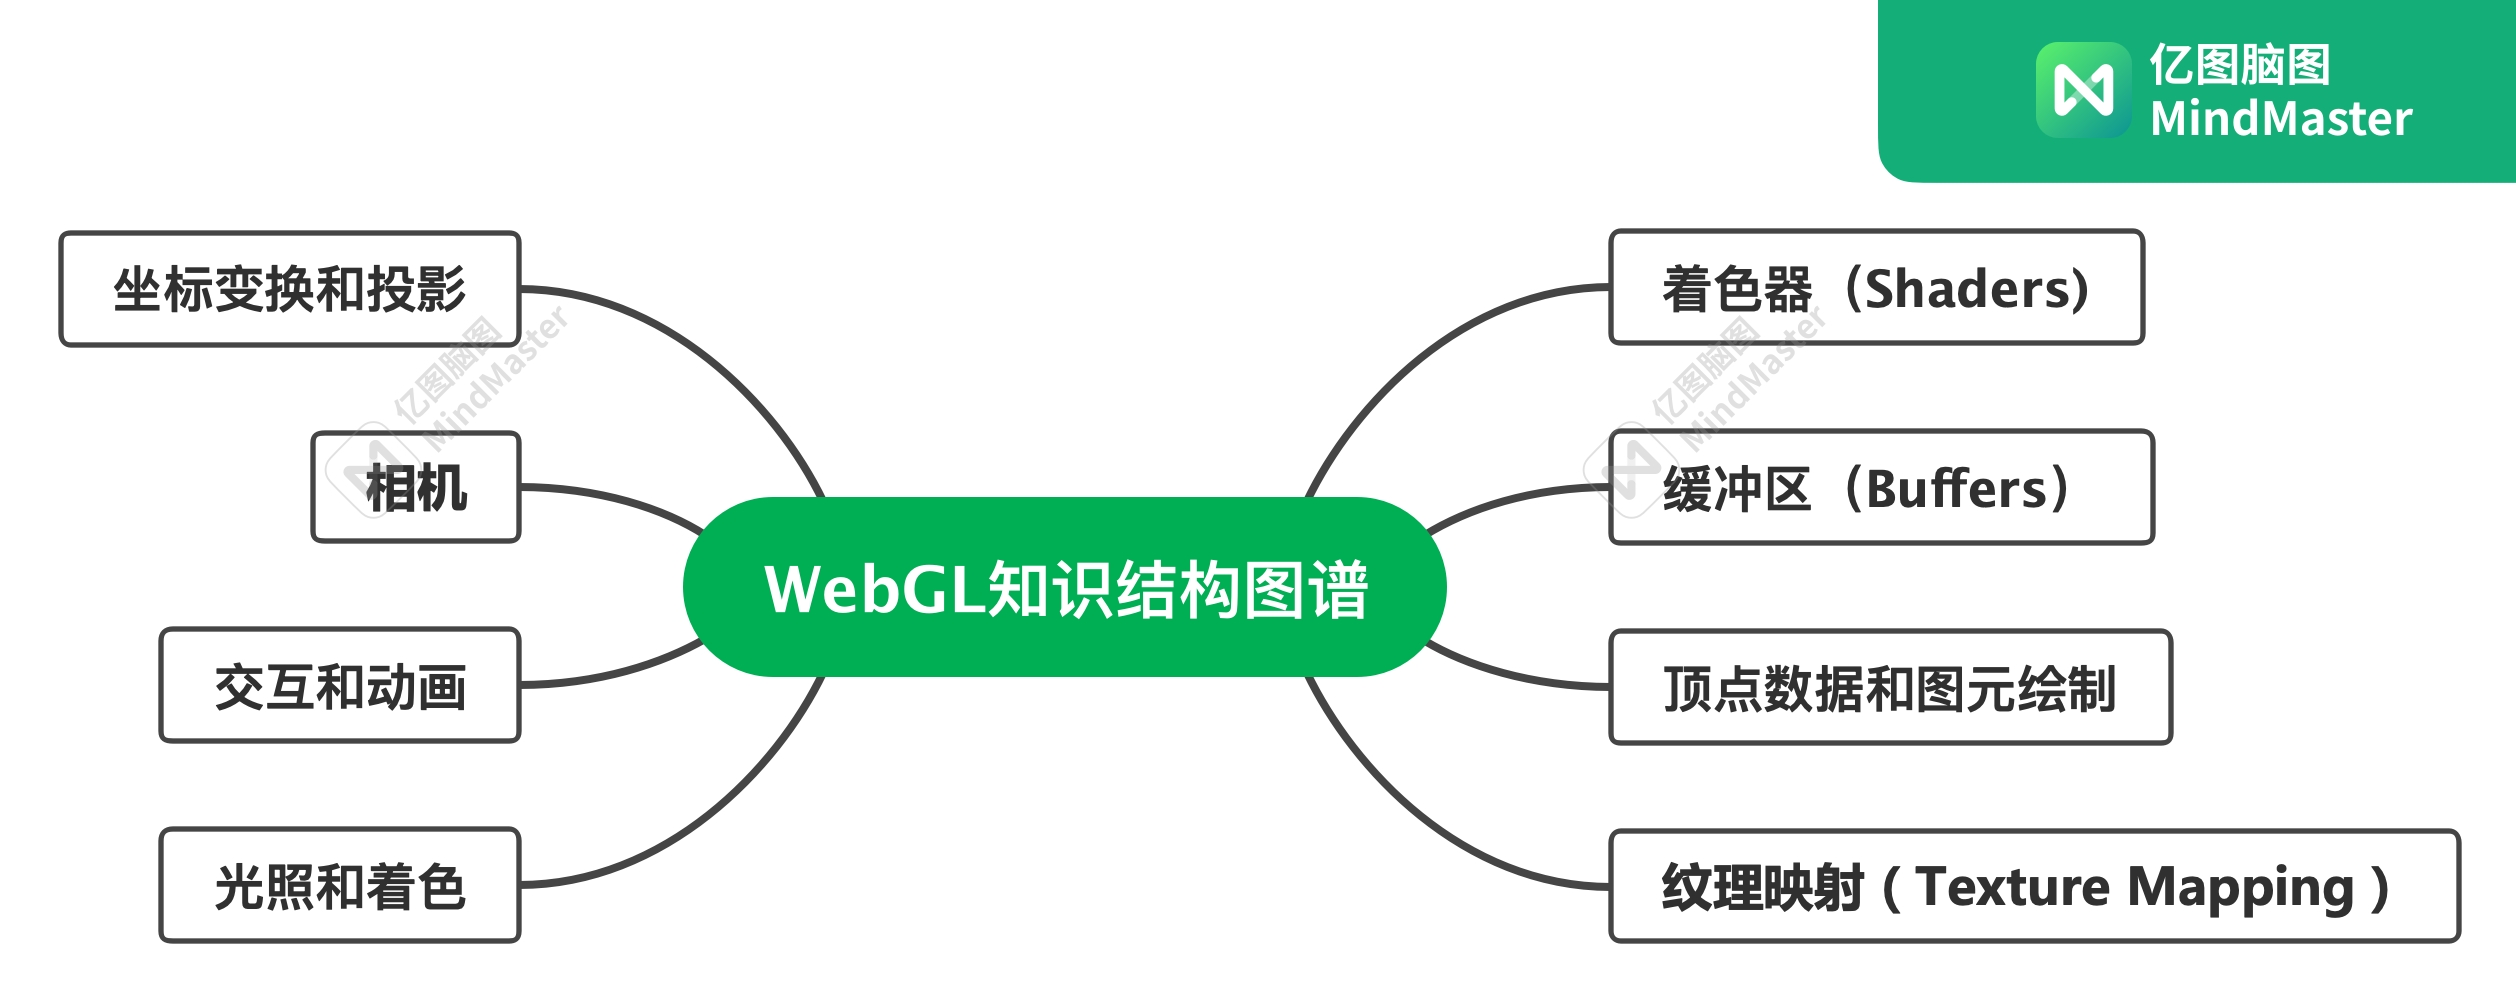 亿图脑图
MindMaster
坐标变换和投影
着色器（Shaders）
亿图脑图
MindMaster
亿图脑图
MindMaster
相机
缓冲区（Buffers）
WebGL知识结构图谱
交互和动画
顶点数据和图元绘制
光照和着色
纹理映射（ Texture Mapping ）